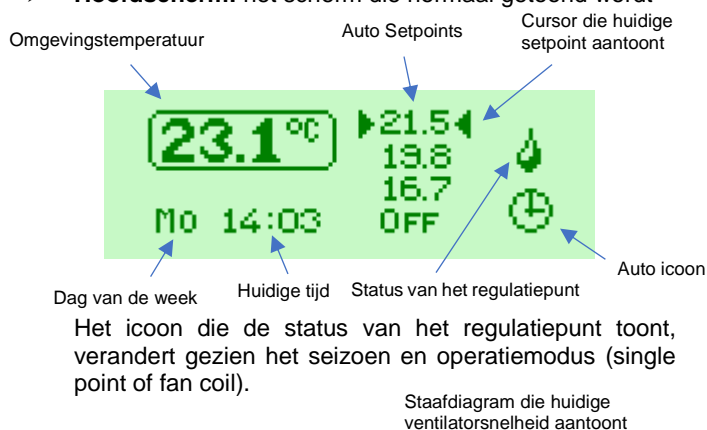 Hoofdscherm: het scherm die normaal getoond wordt
Omgevingstemperatuur
Auto Setpoints
Cursor die huidige
setpoint aantoont
23.1 °C
21.5
19.8
16.7
OFF
Mo 14:03
Auto icoon
Dag van de week
Huidige tijd
Status van het regulatiepunt
Het icoon die de status van het regulatiepunt toont,
verandert gezien het seizoen en operatiemodus (single
point of fan coil).
Staafdiagram die huidige
ventilatorsnelheid aantoont